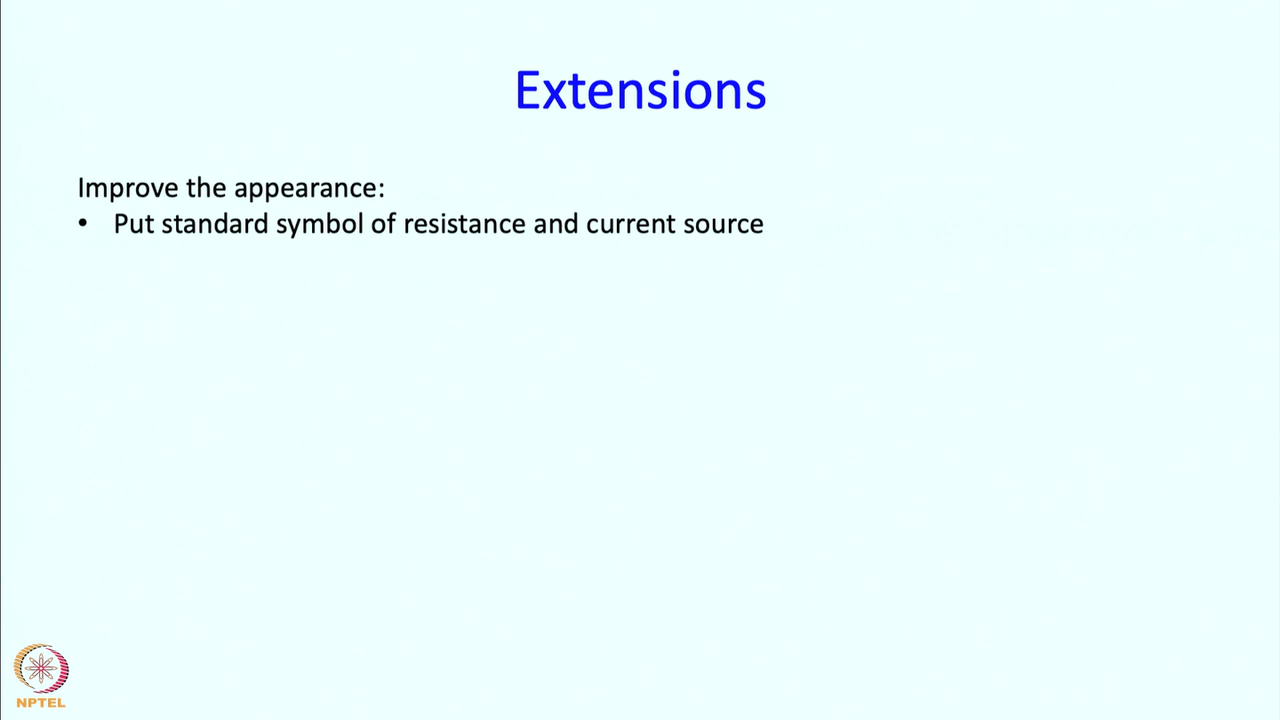 Extensions
Improve the appearance:
• Put standard symbol of resistance and current source
NPTEL